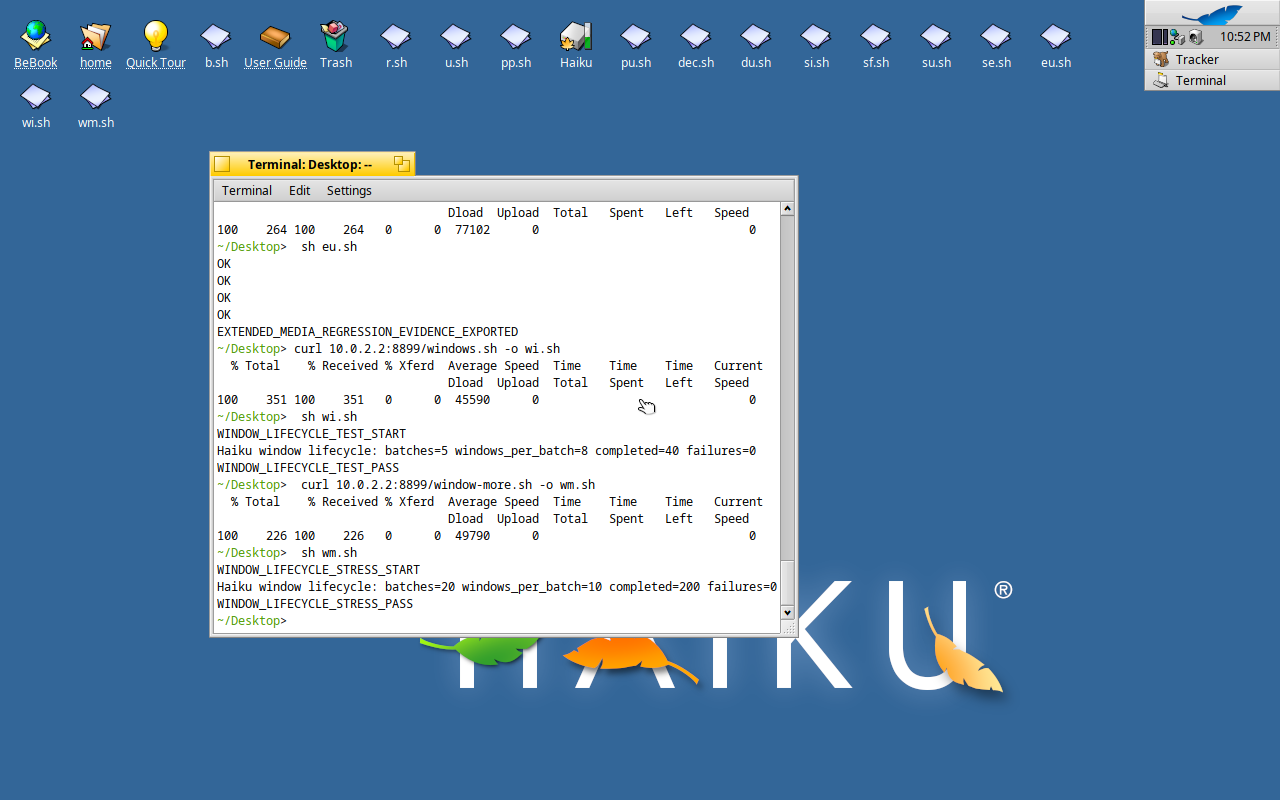 BeBook home Quick Tour b.sh User Guide Trash r.sh u.sh pp.sh Haiku pu.sh dec.sh du.sh si.sh sf.sh su.sh se.sh eu.sh
wi.sh wm.sh
10:52 PM
Tracker
Terminal
Terminal: Desktop: --
Terminal Edit Settings
Dload Upload Total Spent Left Speed
100 264 100 264 0 0 77102 0 0
~/Desktop> sh eu.sh
OK
OK
OK
OK
EXTENDED_MEDIA_REGRESSION_EVIDENCE_EXPORTED
~/Desktop> curl 10.0.2.2:8899/windows.sh -o wi.sh
% Total % Received % Xferd Average Speed Time Time Time Current
Dload Upload Total Spent Left Speed
100 351 100 351 0 0 45590 0 0
~/Desktop> sh wi.sh
WINDOW_LIFECYCLE_TEST_START
Haiku window lifecycle: batches=5 windows_per_batch=8 completed=40 failures=0
WINDOW_LIFECYCLE_TEST_PASS
~/Desktop> curl 10.0.2.2:8899/window-more.sh -o wm.sh
% Total % Received % Xferd Average Speed Time Time Time Current
Dload Upload Total Spent Left Speed
100 226 100 226 0 0 49790 0 0
~/Desktop> sh wm.sh
WINDOW_LIFECYCLE_STRESS_START
Haiku window lifecycle: batches=20 windows_per_batch=10 completed=200 failures=0
WINDOW_LIFECYCLE_STRESS_PASS
~/Desktop>
HAIKU®